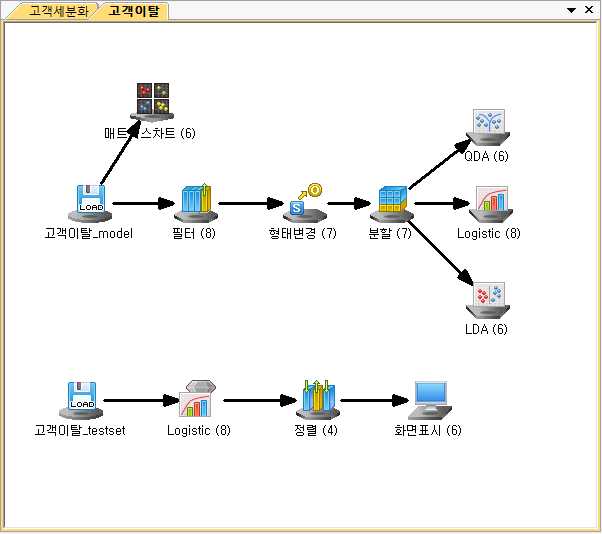 고객세분화 고객이탈
매트 스차트 (6)
QDA (6)
LOAD
고객이탈_model 필터 (8) 형태변경 (7) 분할 (7) Logistic (8)
LDA (6)
LOAD
고객이탈_testset Logistic (8) 정렬 (4) 화면표시 (6)